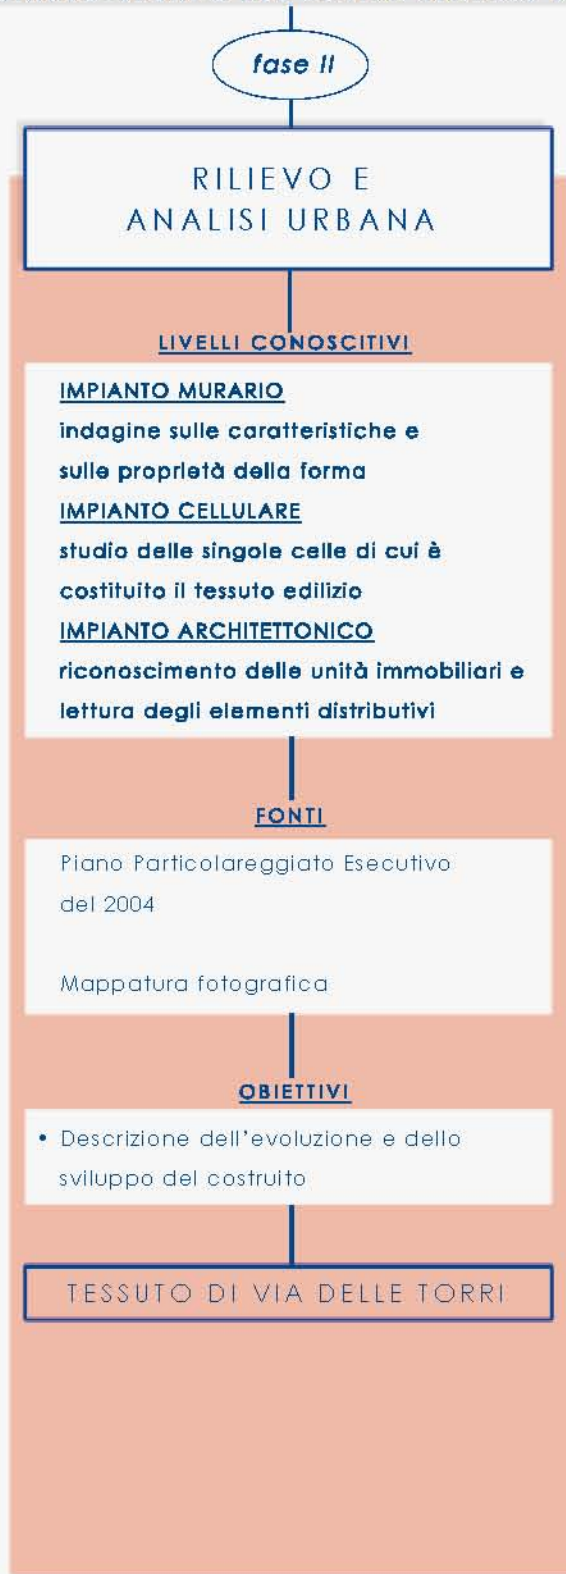 fase II
RILIEVO E
ANALISI URBANA
LIVELLI CONOSCITIVI
IMPIANTO MURARIO
indagine sulle caratteristiche e
sulle proprietà della forma
IMPIANTO CELLULARE
studio delle singole celle di cui è
costituito il tessuto edilizio
IMPIANTO ARCHITETTONICO
riconoscimento delle unità immobiliari e
lettura degli elementi distributivi
FONTI
Piano Particolareggiato Esecutivo
del 2004
Mappatura fotografica
OBIETTIVI
• Descrizione dell'evoluzione e dello
sviluppo del costruito
TESSUTO DI VIA DELLE TORRI